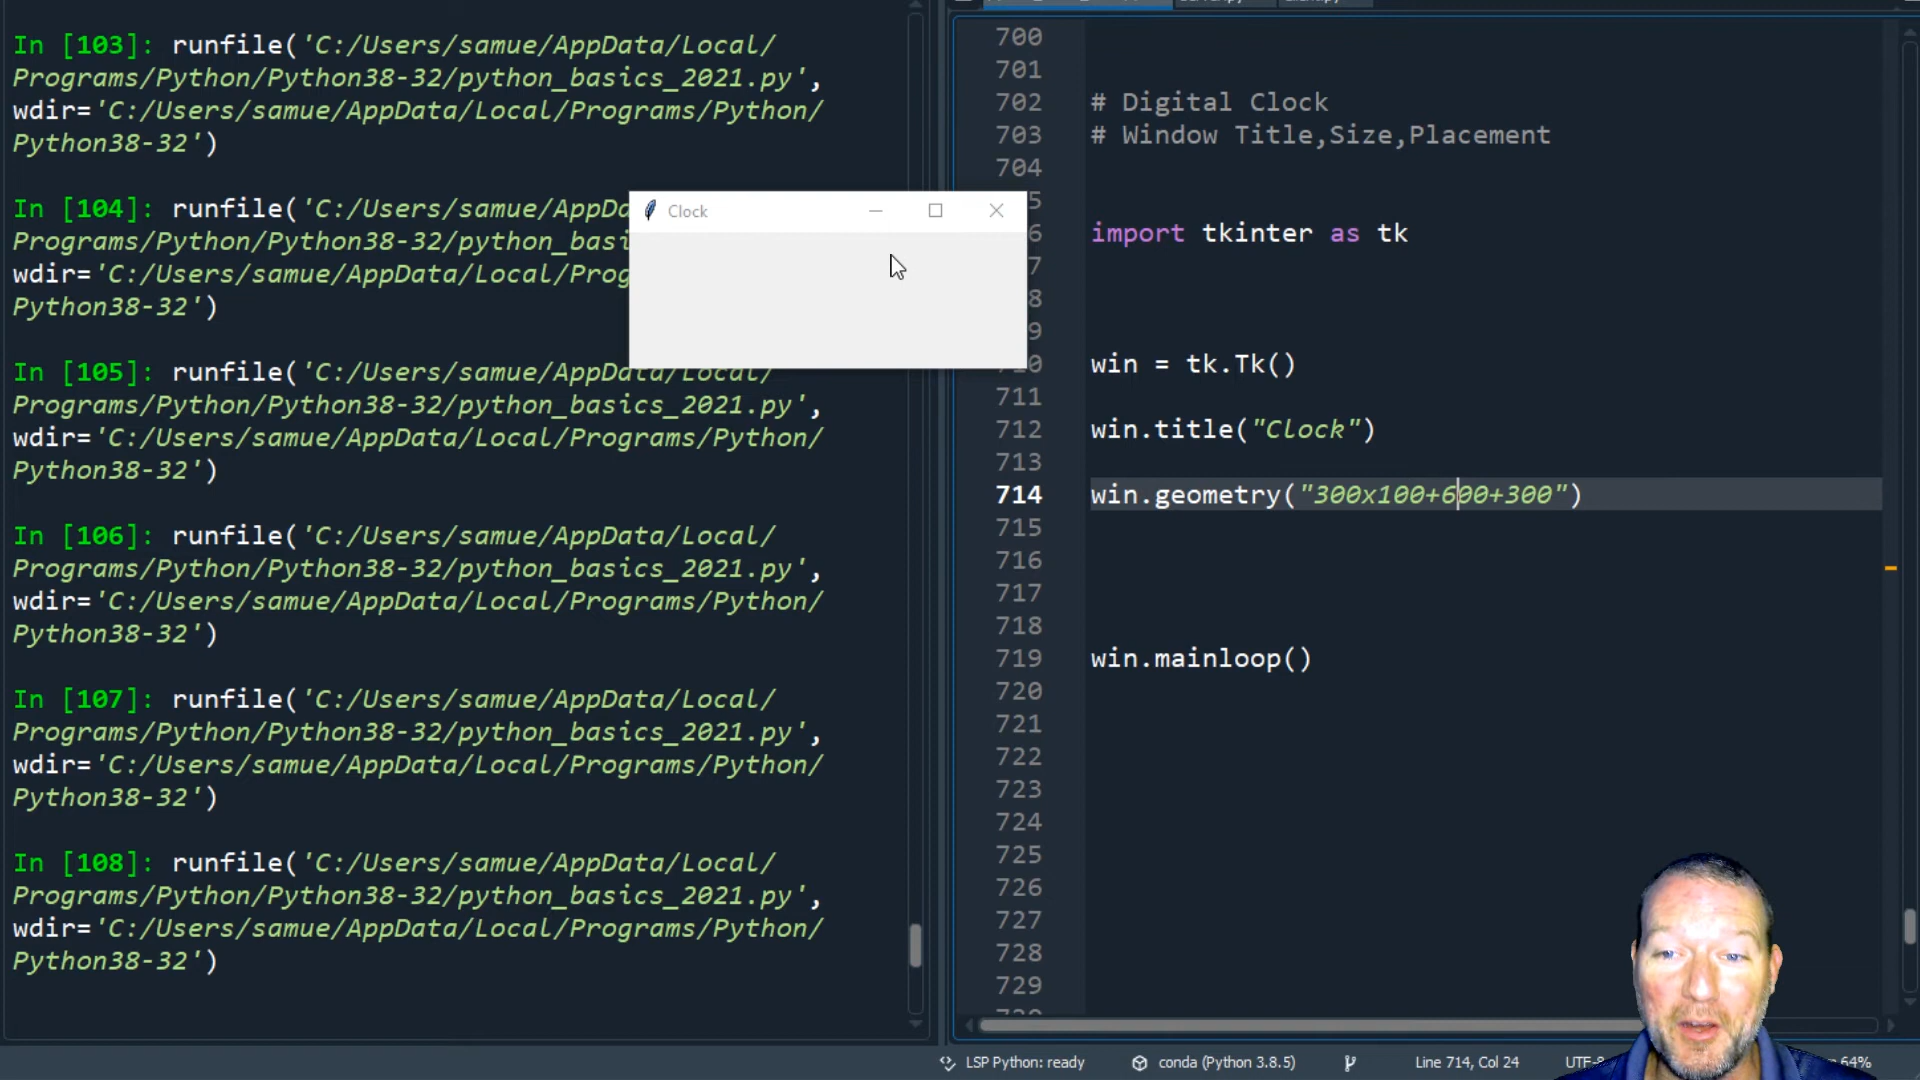 In [103]: runfile('C:/Users/samue/AppData/Local/
Programs/Python/Python38-32/python_basics_2021.py',
wdir='C:/Users/samue/AppData/Local/Programs/Python/
Python38-32')
In [104]: runfile('C:/Users/samue/AppDa
Programs/Python/Python38-32/python_basi
wdir='C:/Users/samue/AppData/Local/Prog
Python38-32')
In [105]: runfile('C:/Users/samue/AppData/Local/
Programs/Python/Python38-32/python_basics_2021.py',
wdir='C:/Users/samue/AppData/Local/Programs/Python/
Python38-32')
In [106]: runfile('C:/Users/samue/AppData/Local/
Programs/Python/Python38-32/python_basics_2021.py',
wdir='C:/Users/samue/AppData/Local/Programs/Python/
Python38-32')
In [107]: runfile('C:/Users/samue/AppData/Local/
Programs/Python/Python38-32/python_basics_2021.py',
wdir='C:/Users/samue/AppData/Local/Programs/Python/
Python38-32')
In [108]: runfile('C:/Users/samue/AppData/Local/
Programs/Python/Python38-32/python_basics_2021.py',
wdir='C:/Users/samue/AppData/Local/Programs/Python/
Python38-32')
Clock
700
701
702 # Digital Clock
703 # Window Title,Size,Placement
704
5
6 import tkinter as tk
7
8
9
0 win = tk.Tk()
711
712 win.title("Clock")
713
714 win.geometry("300x100+600+300")
715
716
717
718
719 win.mainloop()
720
721
722
723
724
725
726
727
728
729
LSP Python: ready
conda (Python 3.8.5)
Line 714, Col 24
UTF-8
64%